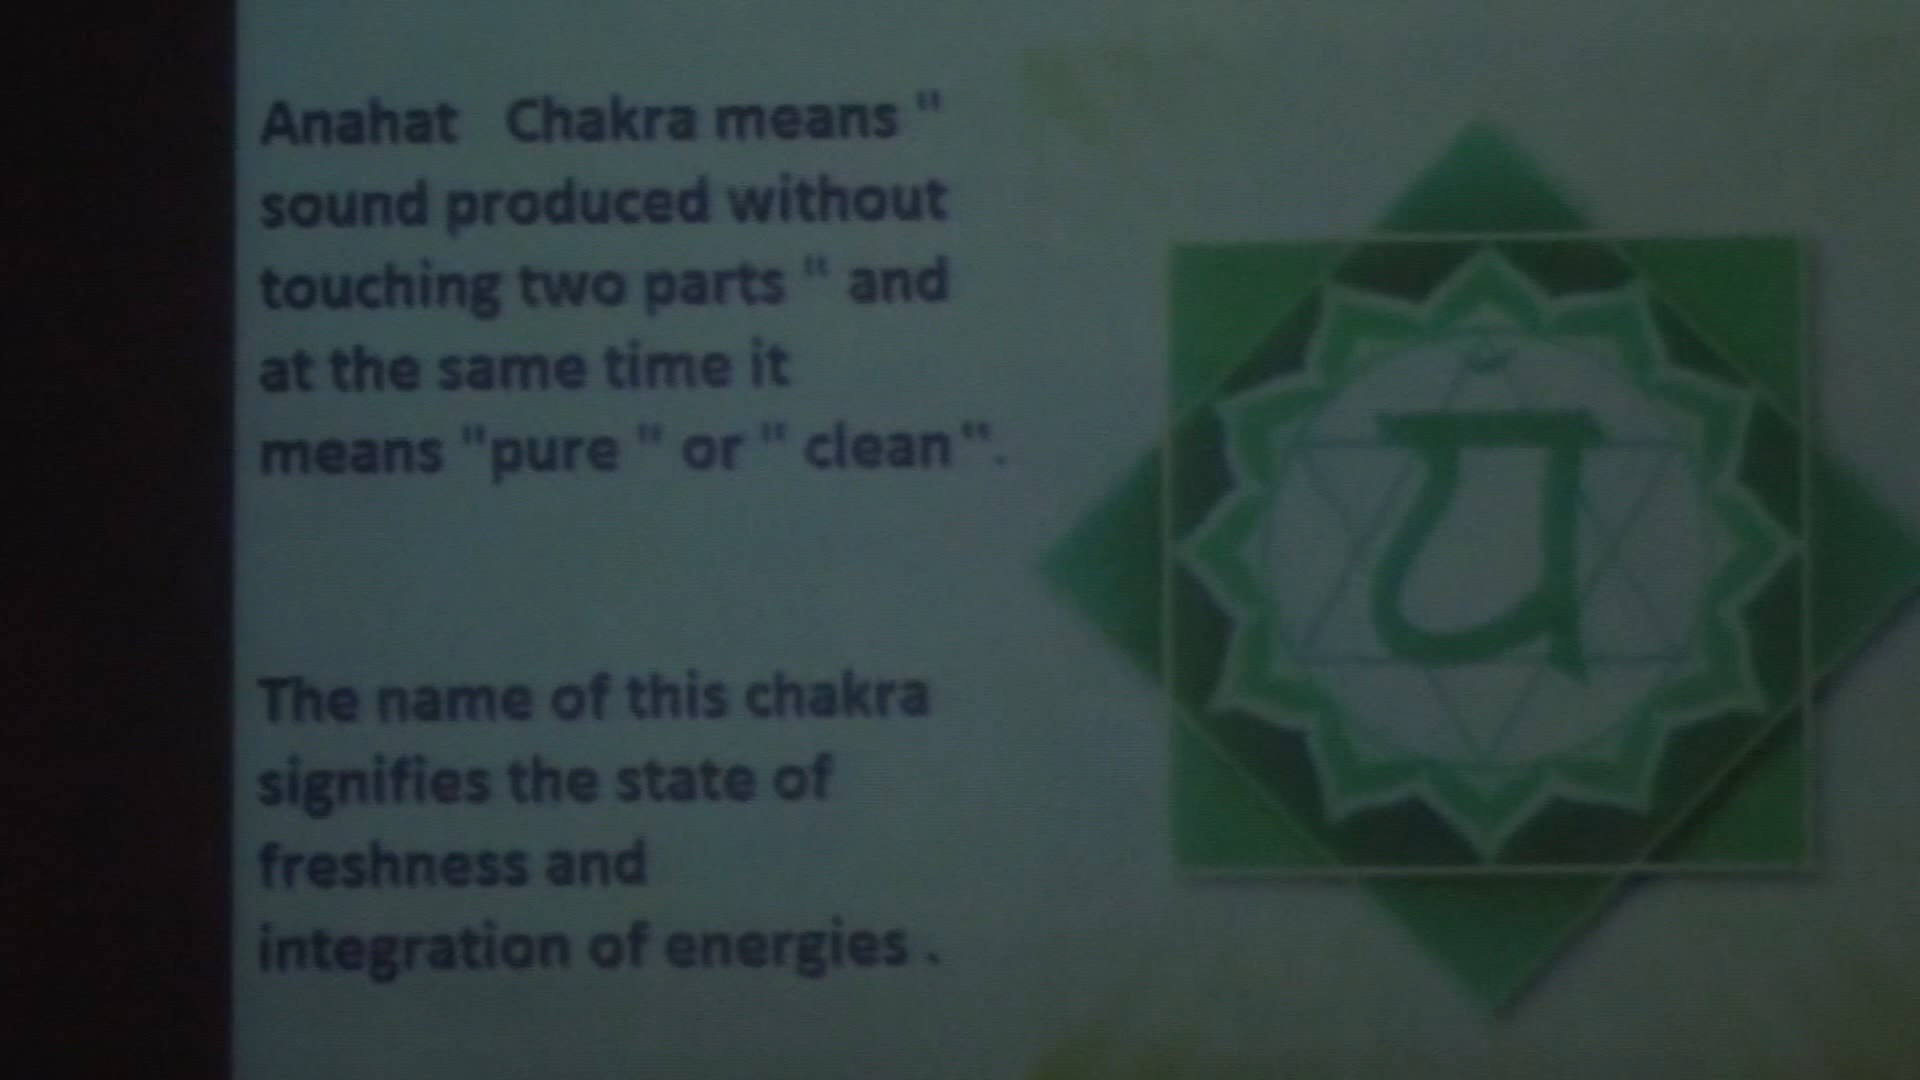 Anahat Chakra means "
sound produced without
touching two parts " and
at the same time it
means "pure " or " clean".
The name of this chakra
signifies the state of
freshness and
integration of energies .
य